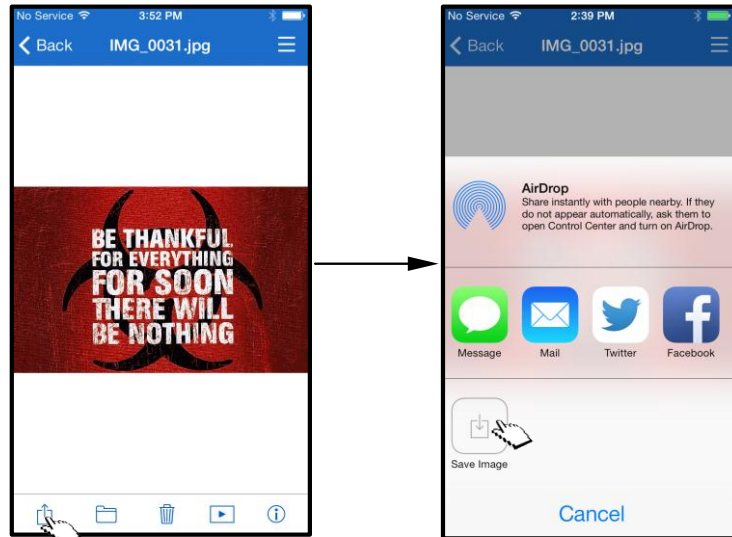 No Service 3:52 PM
Back IMG_0031.jpg
BE THANKFUL
FOR EVERYTHING
FOR SOON
THERE WILL
BE NOTHING
No Service 2:39 PM
Back IMG_0031.jpg
AirDrop
Share instantly with people nearby. If they
do not appear automatically, ask them to
open Control Center and turn on AirDrop.
Message Mail Twitter Facebook
Save Image
Cancel